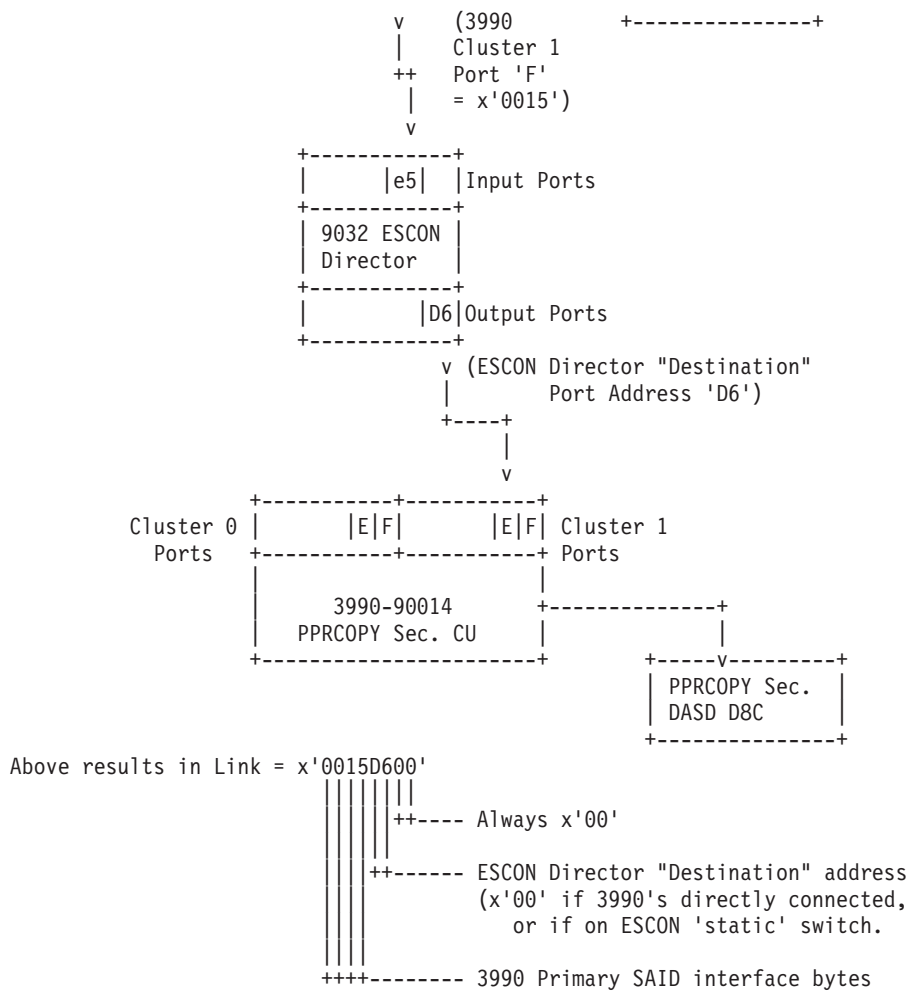 v (3990 +---------------+
| Cluster 1
++ Port 'F'
| = x'0015')
v
+------------+
| |e5| |Input Ports
+------------+
| 9032 ESCON |
| Director |
+------------+
| |D6|Output Ports
+------------+
v (ESCON Director "Destination"
| Port Address 'D6')
+----+
|
v
+-----------+-----------+
Cluster 0 | |E|F| |E|F| Cluster 1
Ports +-----------+-----------+ Ports
| |
| 3990-90014 +--------------+
| PPRCOPY Sec. CU | |
+-----------------------+ +-----v---------+
| PPRCOPY Sec. |
| DASD D8C |
+---------------+
Above results in Link = x'0015D600'
||||||||
||||||++---- Always x'00'
||||||
||||++------ ESCON Director "Destination" address
|||| (x'00' if 3990's directly connected,
|||| or if on ESCON 'static' switch.
||||
++++-------- 3990 Primary SAID interface bytes